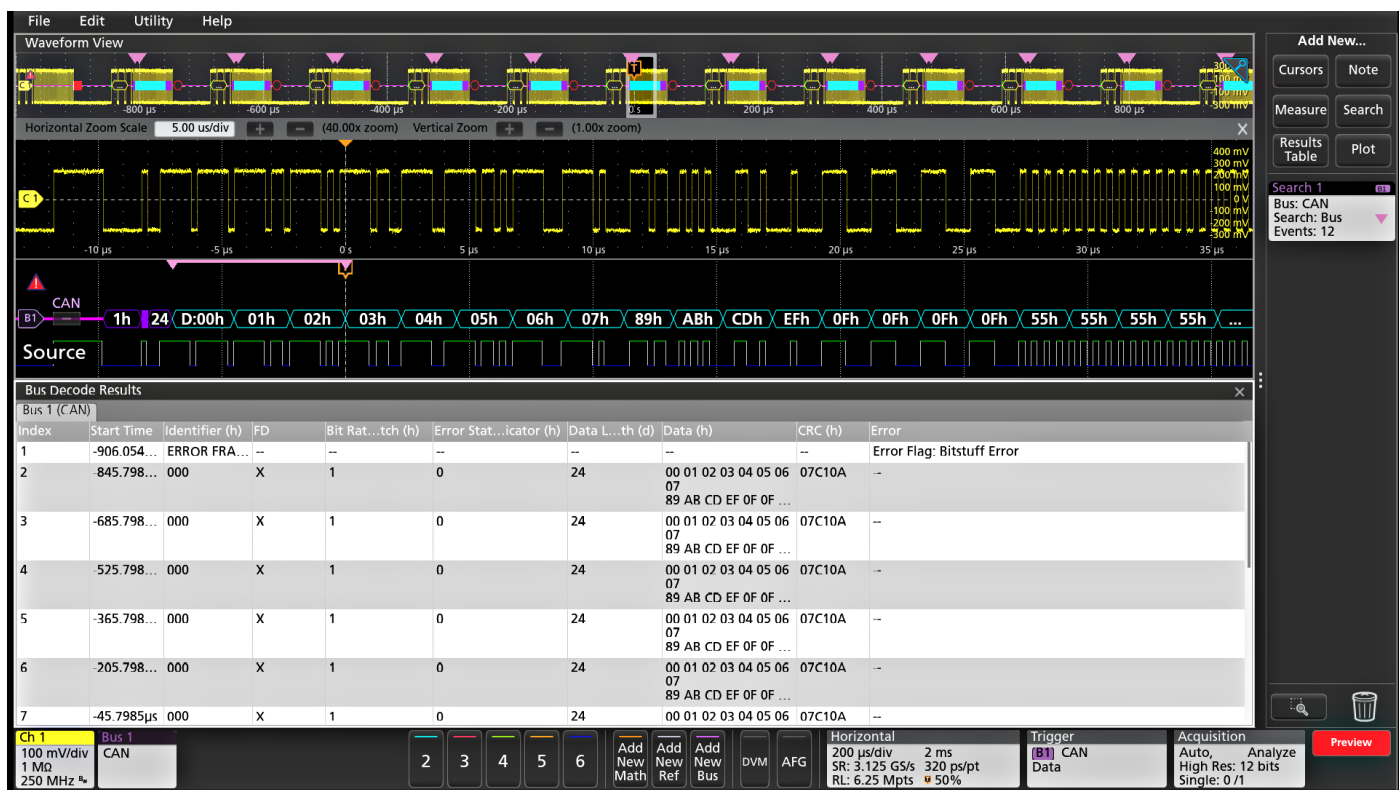 File Edit Utility Help
Waveform View
Add New...
Cursors Note
Measure Search
Results Table Plot
-800 µs -600 µs -400 µs -200 µs 0 s 200 µs 400 µs 600 µs 800 µs
Horizontal Zoom Scale 5.00 us/div + − (40.00x zoom) Vertical Zoom + − (1.00x zoom) X
400 mV
300 mV
200 mV
100 mV
0 V
-100 mV
-200 mV
-300 mV
C 1
-10 µs -5 µs 0 s 5 µs 10 µs 15 µs 20 µs 25 µs 30 µs 35 µs
Search 1 B1
Bus: CAN
Search: Bus
Events: 12
CAN
B1 1h 24 D:00h 01h 02h 03h 04h 05h 06h 07h 89h ABh CDh EFh 0Fh 0Fh 0Fh 0Fh 55h 55h 55h 55h ...
Source
Bus Decode Results
Bus 1 (CAN)
Index Start Time Identifier (h) FD Bit Rat...tch (h) Error Stat...icator (h) Data L...th (d) Data (h) CRC (h) Error
1 -906.054... ERROR FRA... -- -- -- -- -- -- Error Flag: Bitstuff Error
2 -845.798... 000 X 1 0 24 00 01 02 03 04 05 06 07C10A --
07
89 AB CD EF 0F 0F ...
3 -685.798... 000 X 1 0 24 00 01 02 03 04 05 06 07C10A --
07
89 AB CD EF 0F 0F ...
4 -525.798... 000 X 1 0 24 00 01 02 03 04 05 06 07C10A --
07
89 AB CD EF 0F 0F ...
5 -365.798... 000 X 1 0 24 00 01 02 03 04 05 06 07C10A --
07
89 AB CD EF 0F 0F ...
6 -205.798... 000 X 1 0 24 00 01 02 03 04 05 06 07C10A --
07
89 AB CD EF 0F 0F ...
7 -45.7985µs 000 X 1 0 24 00 01 02 03 04 05 06 07C10A --
Ch 1
100 mV/div
1 MΩ
250 MHz
Bus 1
CAN
2 3 4 5 6
Add New Math
Add New Ref
Add New Bus
DVM AFG
Horizontal
200 µs/div 2 ms
SR: 3.125 GS/s 320 ps/pt
RL: 6.25 Mpts 50%
Trigger
B1 CAN
Data
Acquisition
Auto, Analyze
High Res: 12 bits
Single: 0 /1
Preview